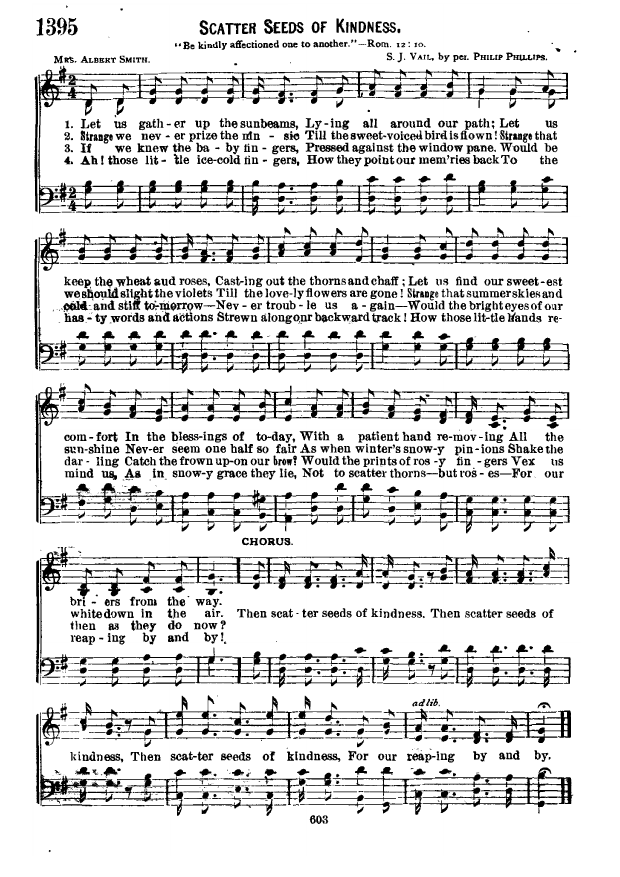 1395
SCATTER SEEDS OF KINDNESS.
"Be kindly affectioned one to another."—Rom. 12:10.
MRS. ALBERT SMITH.
S. J. VAIL, by per. PHILIP PHILLIPS.
1. Let us gath-er up the sunbeams, Ly-ing all around our path; Let us
2. Strange we nev-er prize the mu-sic Till the sweet-voiced bird is flown! Strange that
3. If we knew the ba-by fin-gers, Pressed against the window pane. Would be
4. Ah! those lit-tle ice-cold fin-gers, How they point our mem'ries back To the
keep the wheat and roses, Cast-ing out the thorns and chaff; Let us find our sweet-est
we should slight the violets Till the love-ly flowers are gone! Strange that summer skies and
cold and stiff to-morrow—Nev-er trou-ble us a-gain—Would the bright eyes of our
has-ty words and actions Strewn along our backward track! How those lit-tle hands re-
com-fort In the bless-ings of to-day, With a patient hand re-mov-ing All the
sun-shine Nev-er seem one half so fair As when winter's snow-y pin-ions Shake the
dar-ling Catch the frown up-on our brow? Would the prints of ros-y fin-gers Vex us
mind us, As in snow-y grace they lie, Not to scatter thorns—but ros-es—For our
CHORUS.
bri-ers from the way.
white down in the air. Then scat-ter seeds of kindness. Then scatter seeds of
then as they do now?
reap-ing by and by!
ad lib.
kindness, Then scat-ter seeds of kindness, For our reap-ing by and by.
603